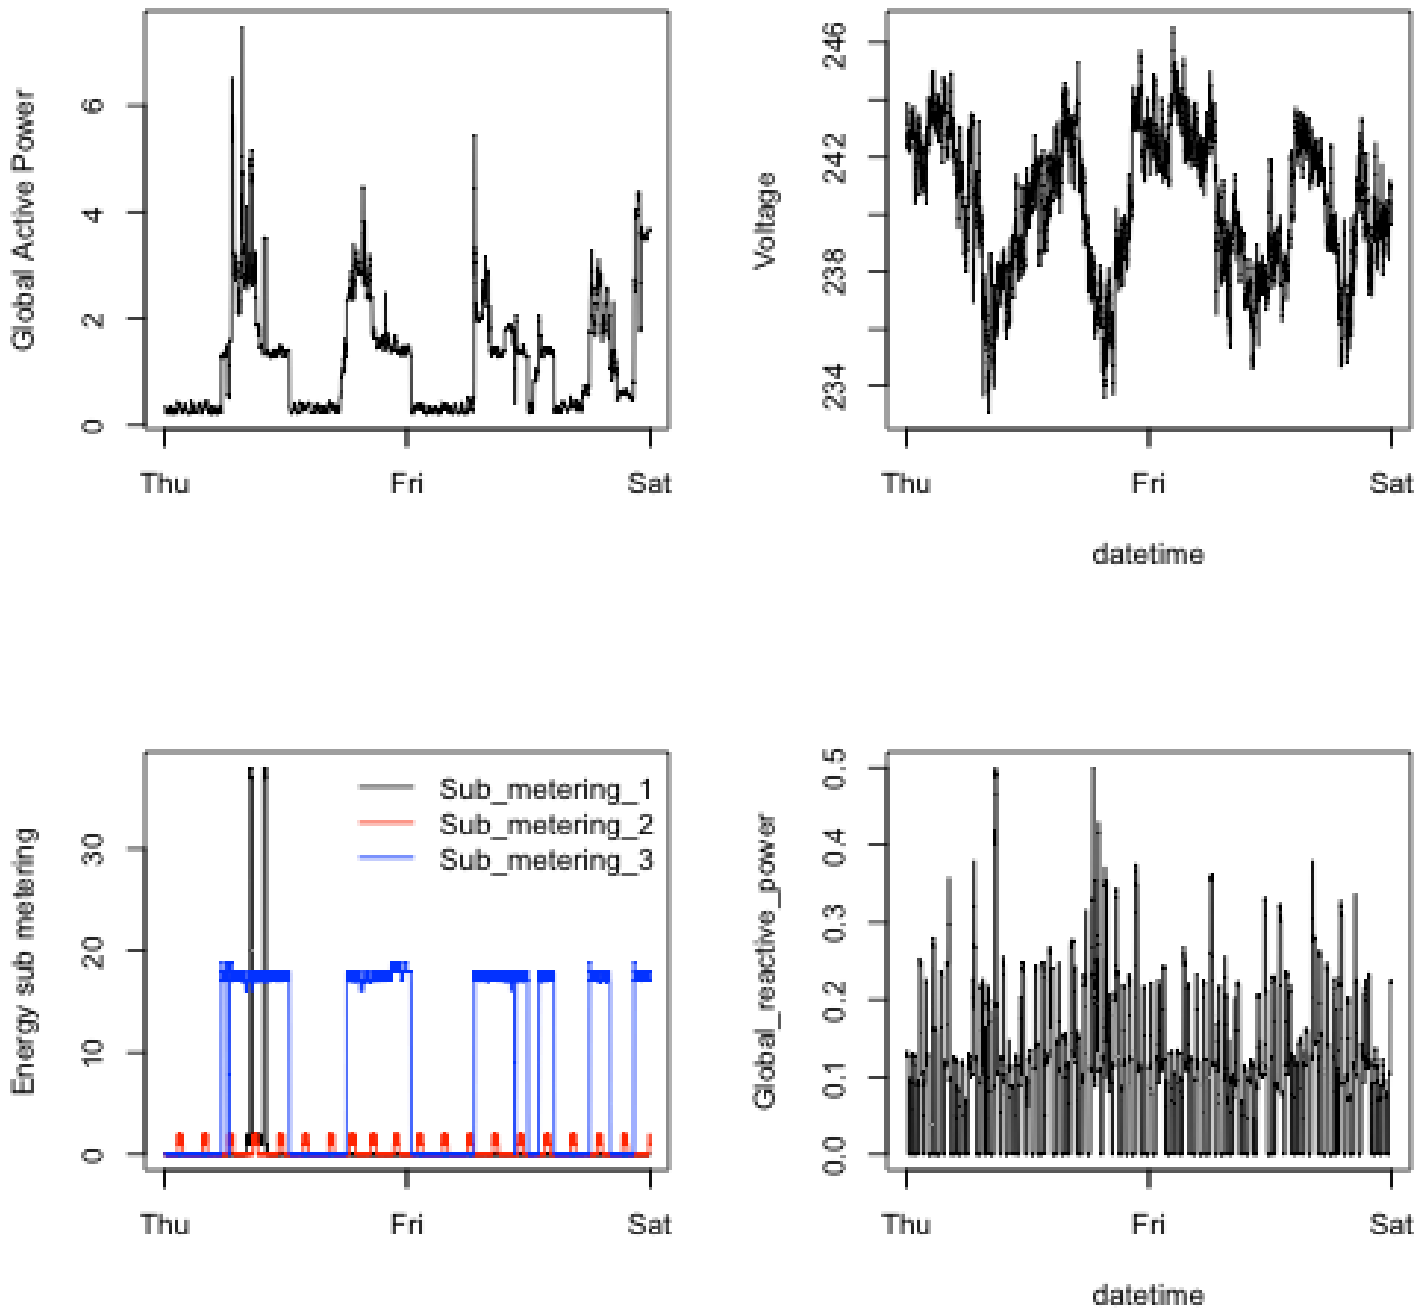 Global Active Power
6
4
2
0
Thu Fri Sat
Voltage
246
242
238
234
Thu Fri Sat
datetime
Energy sub metering
30
20
10
0
Sub_metering_1
Sub_metering_2
Sub_metering_3
Thu Fri Sat
Global_reactive_power
0.5
0.4
0.3
0.2
0.1
0.0
Thu Fri Sat
datetime